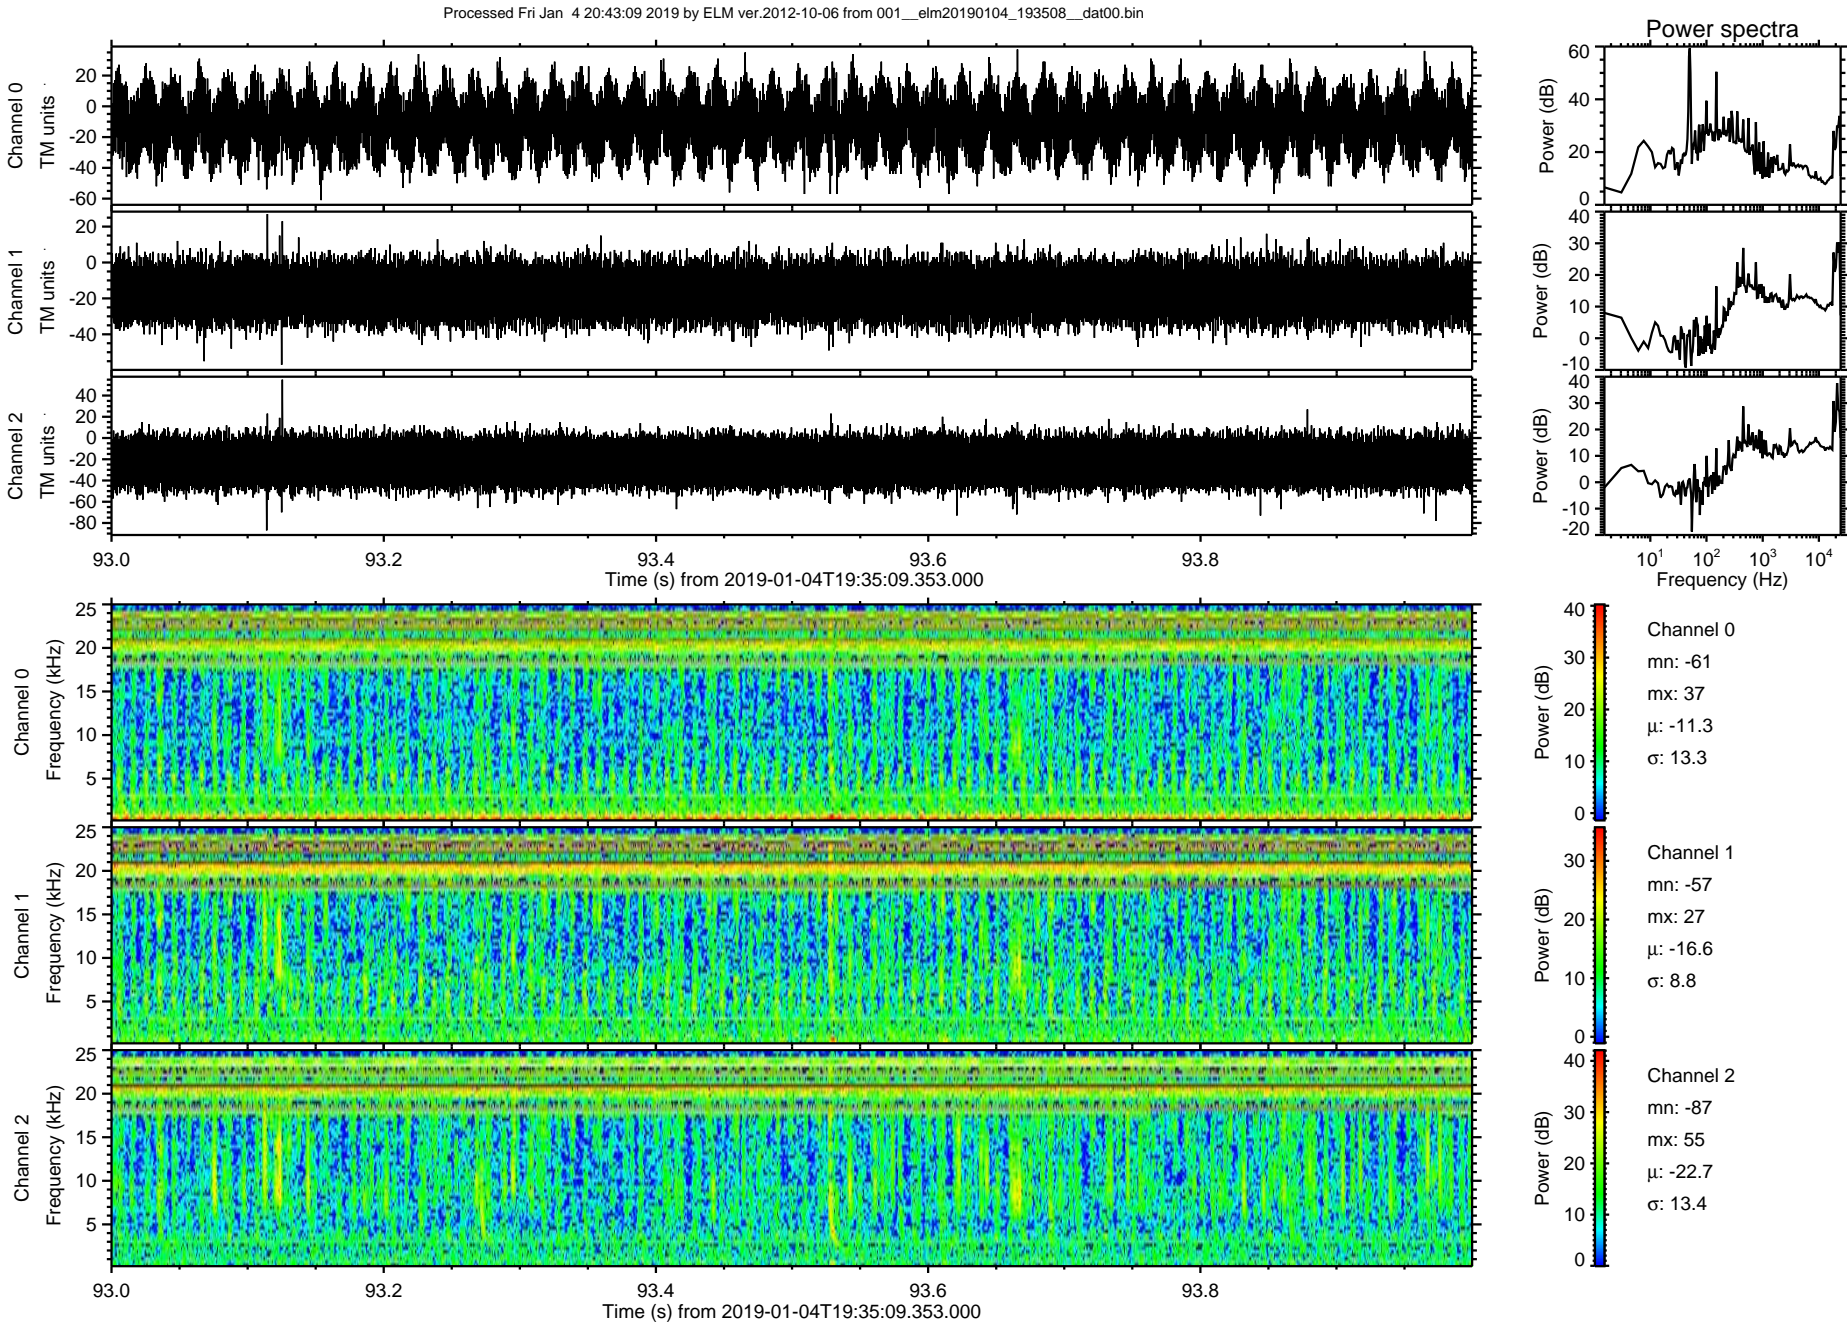 Processed Fri Jan  4 20:43:09 2019 by ELM ver.2012-10-06 from 001__elm20190104_193508__dat00.bin
Power spectra
Channel 0
TM units
20
0
-20
-40
-60
Power (dB)
60
40
20
0
Channel 1
TM units
20
0
-20
-40
Power (dB)
40
30
20
10
0
-10
Channel 2
TM units
40
20
0
-20
-40
-60
-80
Power (dB)
40
30
20
10
0
-10
-20
93.0 93.2 93.4 93.6 93.8
Time (s) from 2019-01-04T19:35:09.353.000
10^1 10^2 10^3 10^4
Frequency (Hz)
Channel 0
Frequency (kHz)
25
20
15
10
5
Power (dB)
40
30
20
10
0
Channel 0
mn: -61
mx: 37
μ: -11.3
σ: 13.3
Channel 1
Frequency (kHz)
25
20
15
10
5
Power (dB)
30
20
10
0
Channel 1
mn: -57
mx: 27
μ: -16.6
σ: 8.8
Channel 2
Frequency (kHz)
25
20
15
10
5
Power (dB)
40
30
20
10
0
Channel 2
mn: -87
mx: 55
μ: -22.7
σ: 13.4
93.0 93.2 93.4 93.6 93.8
Time (s) from 2019-01-04T19:35:09.353.000